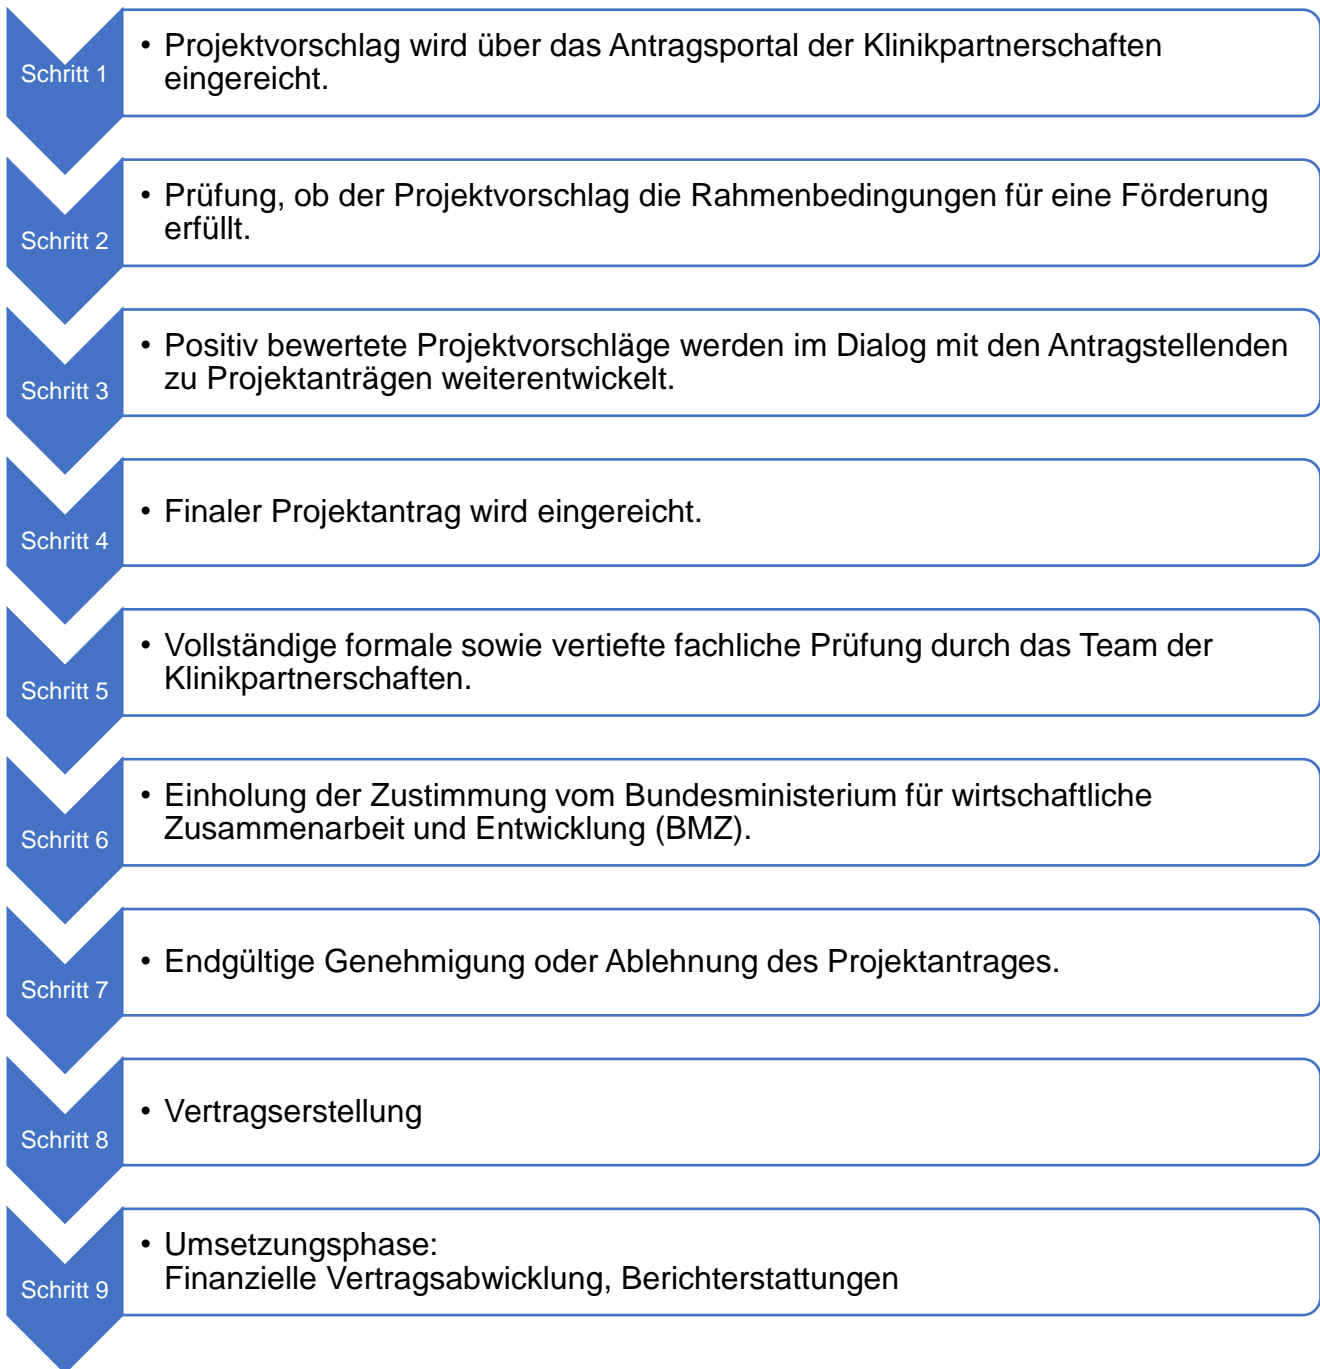 Schritt 1
• Projektvorschlag wird über das Antragsportal der Klinikpartnerschaften
eingereicht.
Schritt 2
• Prüfung, ob der Projektvorschlag die Rahmenbedingungen für eine Förderung
erfüllt.
Schritt 3
• Positiv bewertete Projektvorschläge werden im Dialog mit den Antragstellenden
zu Projektanträgen weiterentwickelt.
Schritt 4
• Finaler Projektantrag wird eingereicht.
Schritt 5
• Vollständige formale sowie vertiefte fachliche Prüfung durch das Team der
Klinikpartnerschaften.
Schritt 6
• Einholung der Zustimmung vom Bundesministerium für wirtschaftliche
Zusammenarbeit und Entwicklung (BMZ).
Schritt 7
• Endgültige Genehmigung oder Ablehnung des Projektantrages.
Schritt 8
• Vertragserstellung
Schritt 9
• Umsetzungsphase:
Finanzielle Vertragsabwicklung, Berichterstattungen